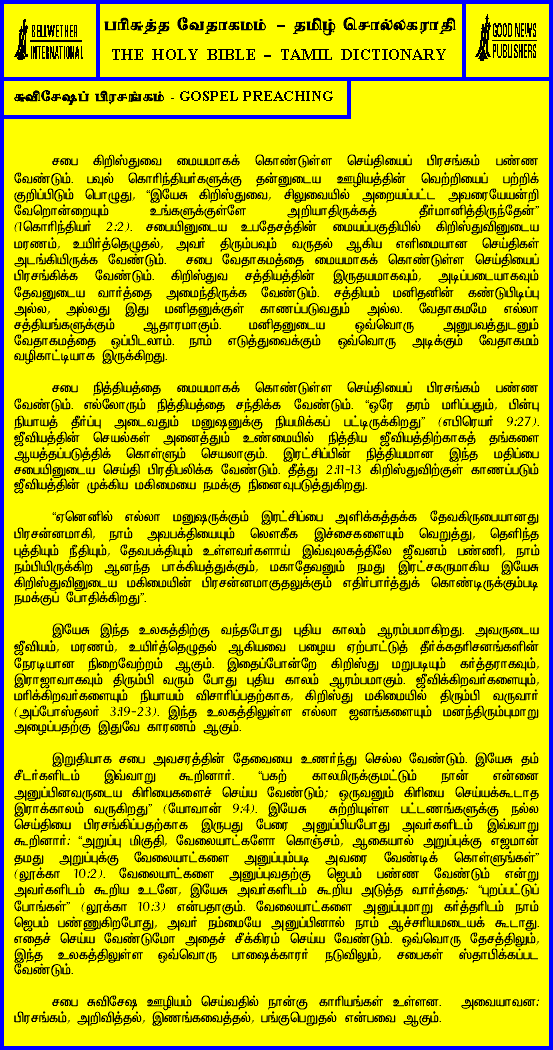 BELLWETHER
INTERNATIONAL
பரிசுத்த வேதாகமம் – தமிழ் சொல்லகராதி
THE HOLY BIBLE – TAMIL DICTIONARY
GOOD NEWS
PUBLISHERS
சுவிசேஷப் பிரசங்கம் - GOSPEL PREACHING
சபை கிறிஸ்துவை மையமாகக் கொண்டுள்ள செய்தியைப் பிரசங்கம் பண்ண
வேண்டும். பவுல் கொரிந்தியர்களுக்கு தன்னுடைய ஊழியத்தின் வெற்றியைப் பற்றிக்
குறிப்பிடும் பொழுது, “இயேசு கிறிஸ்துவை, சிலுவையில் அறையப்பட்ட அவரையேயன்றி
வேறொன்றையும் உங்களுக்குள்ளே அறியாதிருக்கத் தீர்மானித்திருந்தேன்”
(1கொரிந்தியர் 2:2). சபையினுடைய உபதேசத்தின் மையப்பகுதியில் கிறிஸ்துவினுடைய
மரணம், உயிர்த்தெழுதல், அவர் திரும்பவும் வருதல் ஆகிய எளிமையான செய்திகள்
அடங்கியிருக்க வேண்டும். சபை வேதாகமத்தை மையமாகக் கொண்டுள்ள செய்தியைப்
பிரசங்கிக்க வேண்டும். கிறிஸ்துவ சத்தியத்தின் இருதயமாகவும், அடிப்படையாகவும்
தேவனுடைய வார்த்தை அமைந்திருக்க வேண்டும். சத்தியம் மனிதனின் கண்டுபிடிப்பு
அல்ல, அல்லது இது மனிதனுக்குள் காணப்படுவதும் அல்ல. வேதாகமமே எல்லா
சத்தியங்களுக்கும் ஆதாரமாகும். மனிதனுடைய ஒவ்வொரு அனுபவத்துடனும்
வேதாகமத்தை ஒப்பிடலாம். நாம் எடுத்துவைக்கும் ஒவ்வொரு அடிக்கும் வேதாகமம்
வழிகாட்டியாக இருக்கிறது.
சபை நித்தியத்தை மையமாகக் கொண்டுள்ள செய்தியைப் பிரசங்கம் பண்ண
வேண்டும். எல்லோரும் நித்தியத்தை சந்திக்க வேண்டும். “ஒரே தரம் மரிப்பதும், பின்பு
நியாயத் தீர்ப்பு அடைவதும் மனுஷனுக்கு நியமிக்கப் பட்டிருக்கிறது” (எபிரெயர் 9:27).
ஜீவியத்தின் செயல்கள் அனைத்தும் உண்மையில் நித்திய ஜீவியத்திற்காகத் தங்களை
ஆயத்தப்படுத்திக் கொள்ளும் செயலாகும். இரட்சிப்பின் நித்தியமான இந்த மதிப்பை
சபையினுடைய செய்தி பிரதிபலிக்க வேண்டும். தீத்து 2:11-13 கிறிஸ்துவிற்குள் காணப்படும்
ஜீவியத்தின் முக்கிய மகிமையை நமக்கு நினைவுபடுத்துகிறது.
“ஏனெனில் எல்லா மனுஷருக்கும் இரட்சிப்பை அளிக்கத்தக்க தேவகிருபையானது
பிரசன்னமாகி, நாம் அவபக்தியையும் லௌகீக இச்சைகளையும் வெறுத்து, தெளிந்த
புத்தியும் நீதியும், தேவபக்தியும் உள்ளவர்களாய் இவ்வுலகத்திலே ஜீவனம் பண்ணி, நாம்
நம்பியிருக்கிற ஆனந்த பாக்கியத்துக்கும், மகாதேவனும் நமது இரட்சகருமாகிய இயேசு
கிறிஸ்துவினுடைய மகிமையின் பிரசன்னமாகுதலுக்கும் எதிர்பார்த்துக் கொண்டிருக்கும்படி
நமக்குப் போதிக்கிறது”.
இயேசு இந்த உலகத்திற்கு வந்தபோது புதிய காலம் ஆரம்பமாகிறது. அவருடைய
ஜீவியம், மரணம், உயிர்த்தெழுதல் ஆகியவை பழைய ஏற்பாட்டுத் தீர்க்கதரிசனங்களின்
நேரடியான நிறைவேற்றம் ஆகும். இதைப்போன்றே கிறிஸ்து மறுபடியும் கர்த்தராகவும்,
இராஜாவாகவும் திரும்பி வரும் போது புதிய காலம் ஆரம்பமாகும். ஜீவிக்கிறவர்களையும்,
மரிக்கிறவர்களையும் நியாயம் விசாரிப்பதற்காக, கிறிஸ்து மகிமையில் திரும்பி வருவார்
(அப்போஸ்தலர் 3:19-23). இந்த உலகத்திலுள்ள எல்லா ஜனங்களையும் மனந்திரும்புமாறு
அழைப்பதற்கு இதுவே காரணம் ஆகும்.
இறுதியாக சபை அவசரத்தின் தேவையை உணர்ந்து செல்ல வேண்டும். இயேசு தம்
சீடர்களிடம் இவ்வாறு கூறினார். “பகற் காலமிருக்குமட்டும் நான் என்னை
அனுப்பினவருடைய கிரியைகளைச் செய்ய வேண்டும்; ஒருவனும் கிரியை செய்யக்கூடாத
இராக்காலம் வருகிறது” (யோவான் 9:4). இயேசு சுற்றியுள்ள பட்டணங்களுக்கு நல்ல
செய்தியை பிரசங்கிப்பதற்காக இருபது பேரை அனுப்பியபோது அவர்களிடம் இவ்வாறு
கூறினார்: “அறுப்பு மிகுதி, வேலையாட்களோ கொஞ்சம், ஆகையால் அறுப்புக்கு எஜமான்
தமது அறுப்புக்கு வேலையாட்களை அனுப்பும்படி அவரை வேண்டிக் கொள்ளுங்கள்”
(லூக்கா 10:2). வேலையாட்களை அனுப்புவதற்கு ஜெபம் பண்ண வேண்டும் என்று
அவர்களிடம் கூறிய உடனே, இயேசு அவர்களிடம் கூறிய அடுத்த வார்த்தை: “புறப்பட்டுப்
போங்கள்” (லூக்கா 10:3) என்பதாகும். வேலையாட்களை அனுப்புமாறு கர்த்தரிடம் நாம்
ஜெபம் பண்ணுகிறபோது, அவர் நம்மையே அனுப்பினால் நாம் ஆச்சரியமடையக் கூடாது.
எதைச் செய்ய வேண்டுமோ அதைச் சீக்கிரம் செய்ய வேண்டும். ஒவ்வொரு தேசத்திலும்,
இந்த உலகத்திலுள்ள ஒவ்வொரு பாஷைக்காரர் நடுவிலும், சபைகள் ஸ்தாபிக்கப்பட
வேண்டும்.
சபை சுவிசேஷ ஊழியம் செய்வதில் நான்கு காரியங்கள் உள்ளன. அவையாவன:
பிரசங்கம், அறிவித்தல், இணங்கவைத்தல், பங்குபெறுதல் என்பவை ஆகும்.